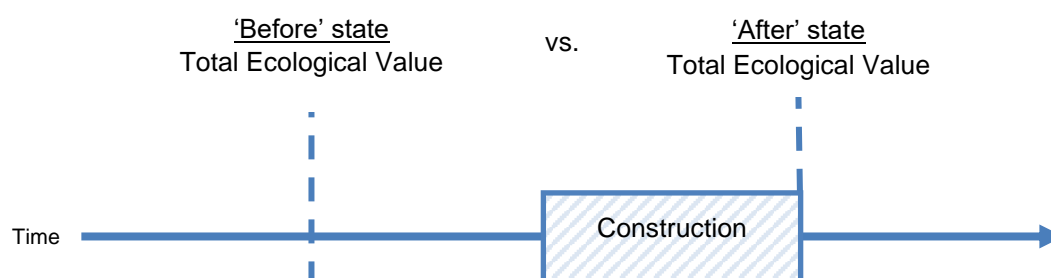 ‘Before’ state
Total Ecological Value
vs.
‘After’ state
Total Ecological Value
Construction
Time